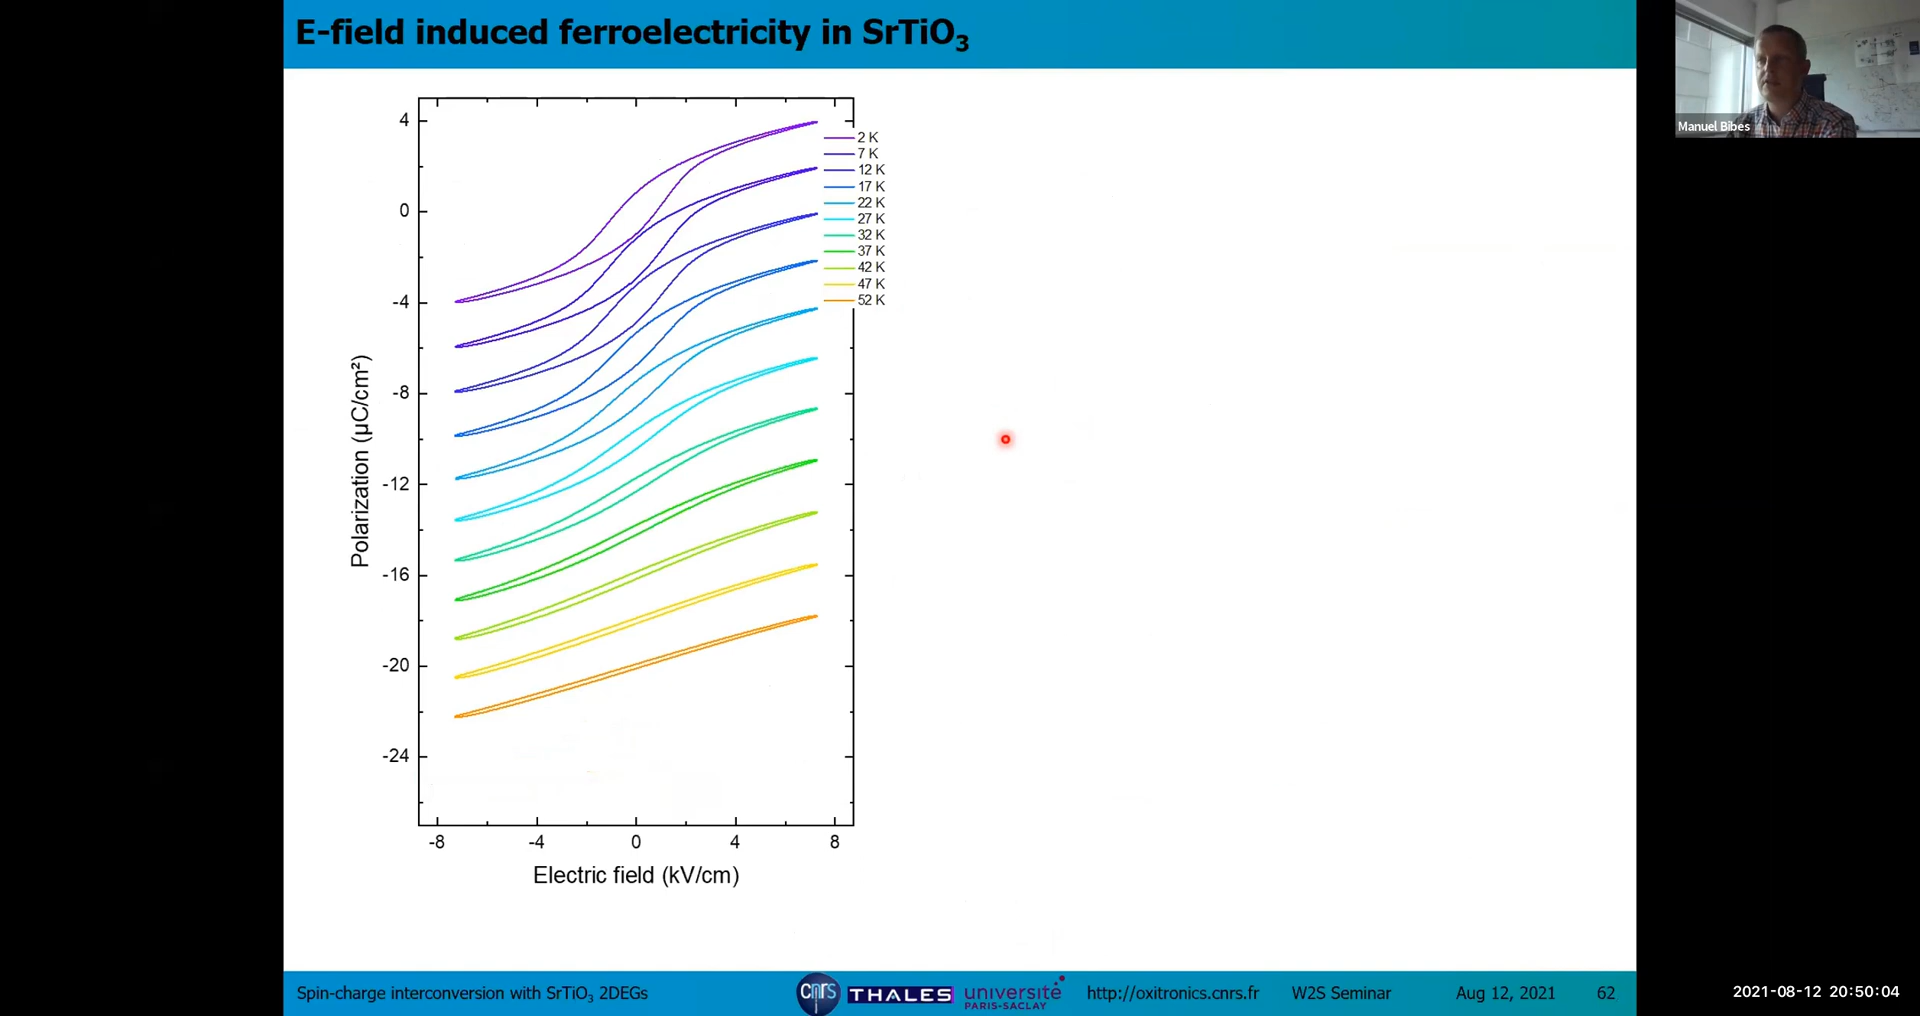 E-field induced ferroelectricity in SrTiO₃
Manuel Bibes
4
0
-4
-8
-12
-16
-20
-24
Polarization (µC/cm²)
2 K
7 K
12 K
17 K
22 K
27 K
32 K
37 K
42 K
47 K
52 K
-8
-4
0
4
8
Electric field (kV/cm)
Spin-charge interconversion with SrTiO₃ 2DEGs
cnrs
THALES
université
PARIS-SACLAY
http://oxitronics.cnrs.fr
W2S Seminar
Aug 12, 2021
62
2021-08-12 20:50:04